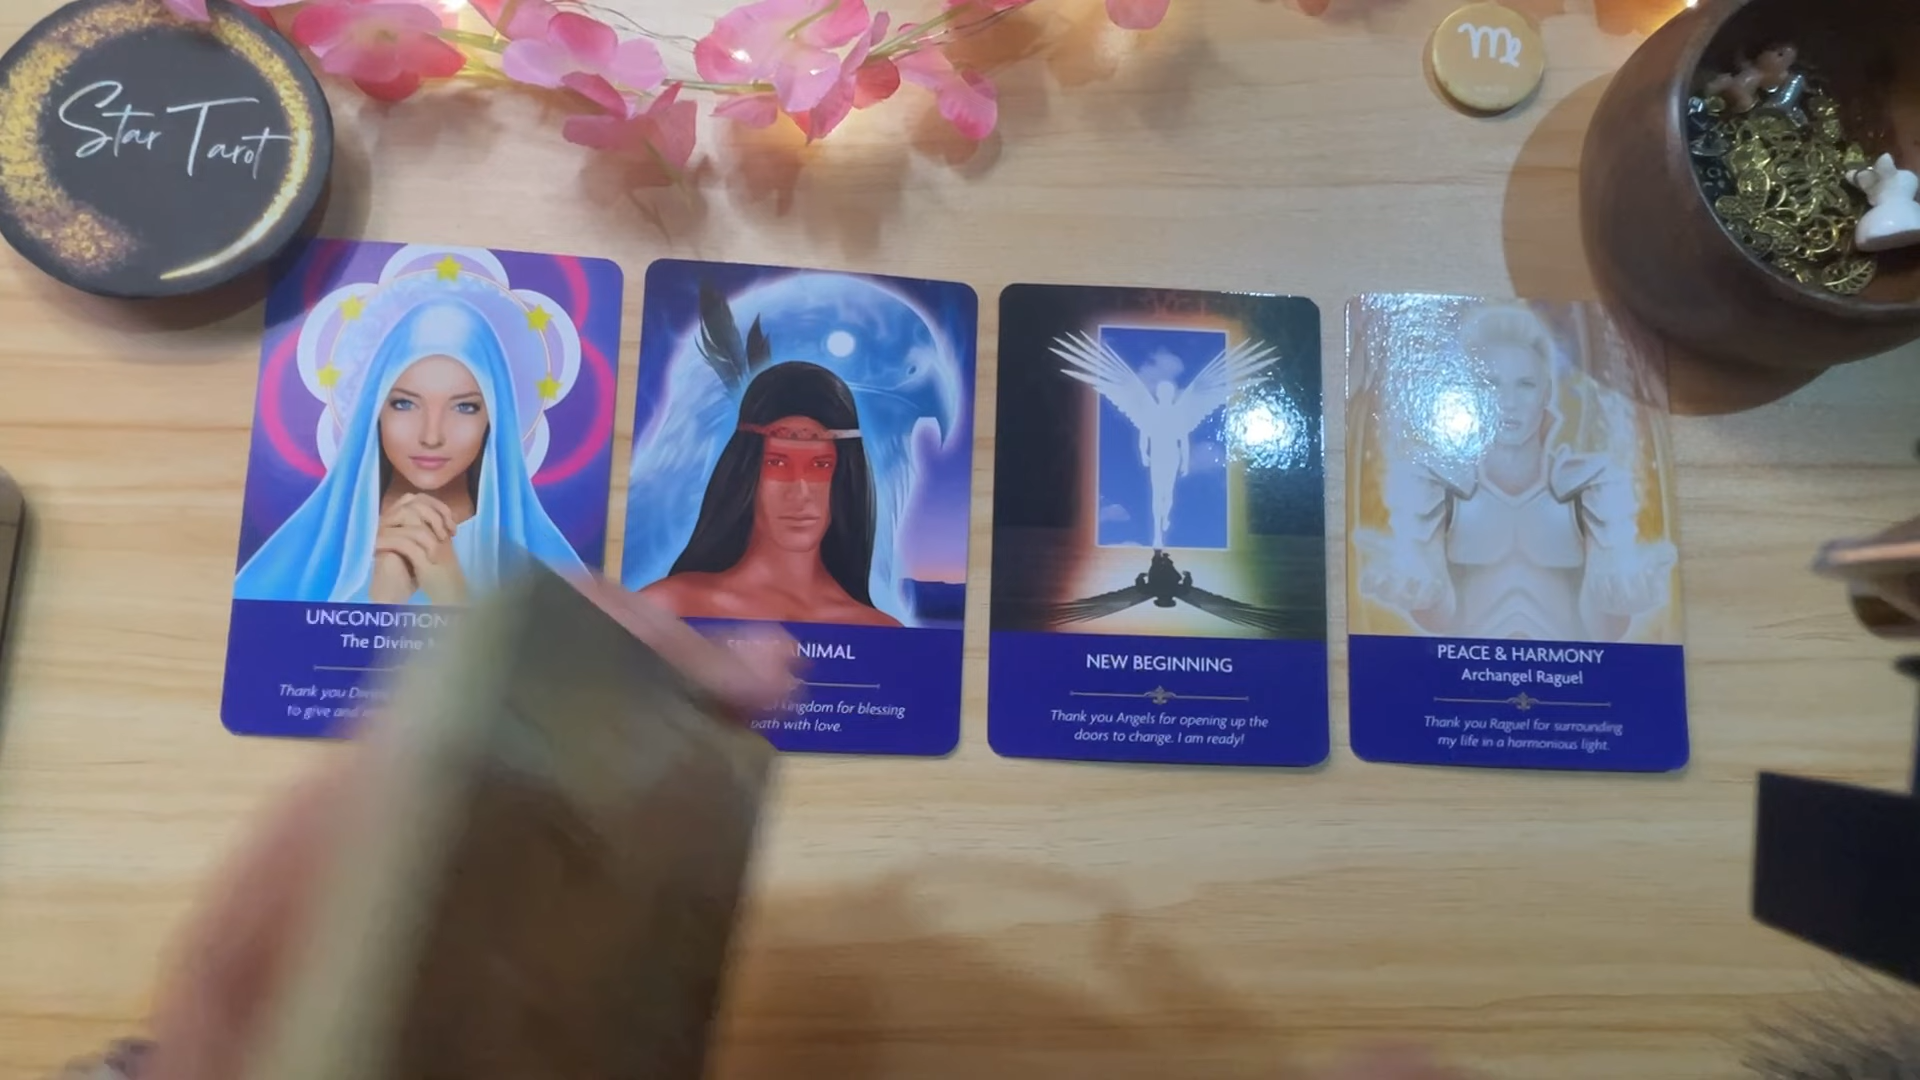 Star Tarot
UNCONDITION
The Divine
Thank you
to give and
ANIMAL
kingdom for blessing
path with love.
NEW BEGINNING
Thank you Angels for opening up the
doors to change. I am ready!
PEACE & HARMONY
Archangel Raguel
Thank you Raguel for surrounding
my life in a harmonious light.